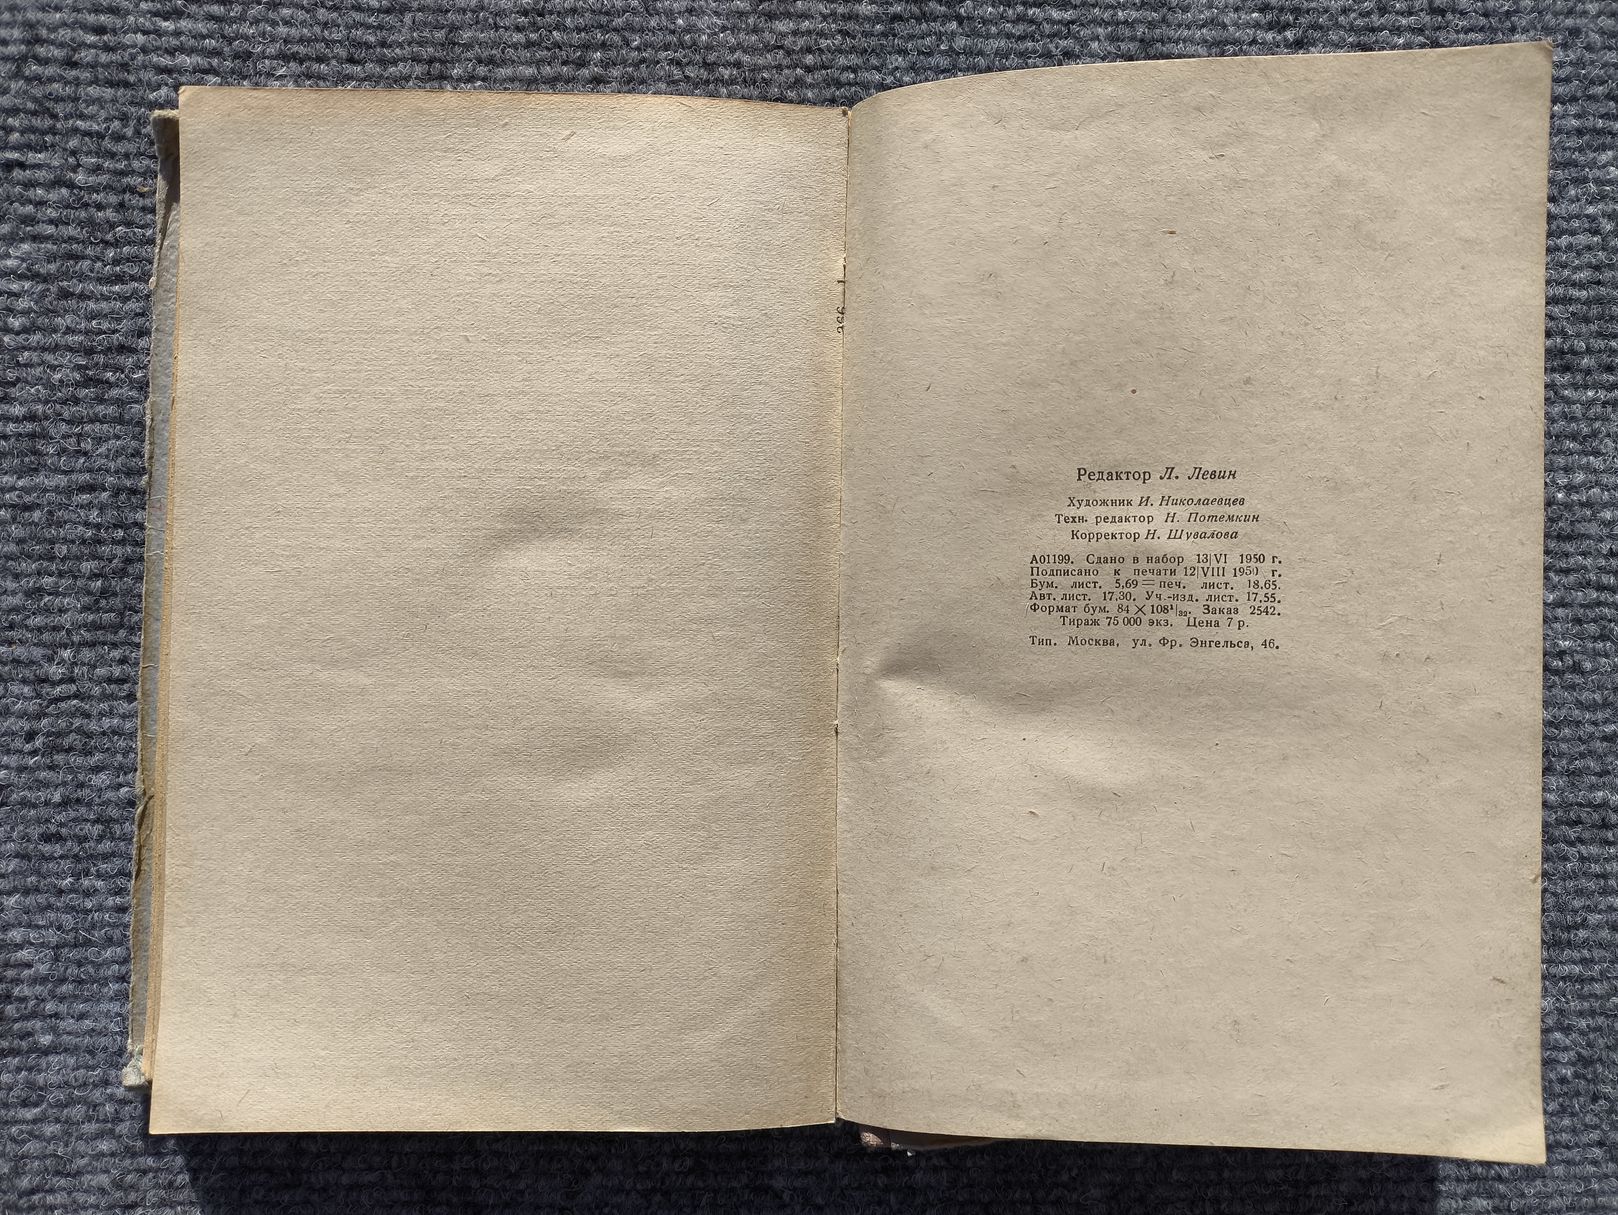 Редактор Л. Левин
Художник И. Николаевцев
Техн. редактор Н. Потемкин
Корректор Н. Шувалова
А01199. Сдано в набор 13|VI 1950 г.
Подписано к печати 12|VIII 1950 г.
Бум. лист. 5,69 = печ. лист. 18,65.
Авт. лист. 17,30. Уч.-изд. лист. 17,55.
Формат бум. 84 × 108¹|₃₂. Заказ 2542.
Тираж 75 000 экз. Цена 7 р.
Тип. Москва, ул. Фр. Энгельса, 46.